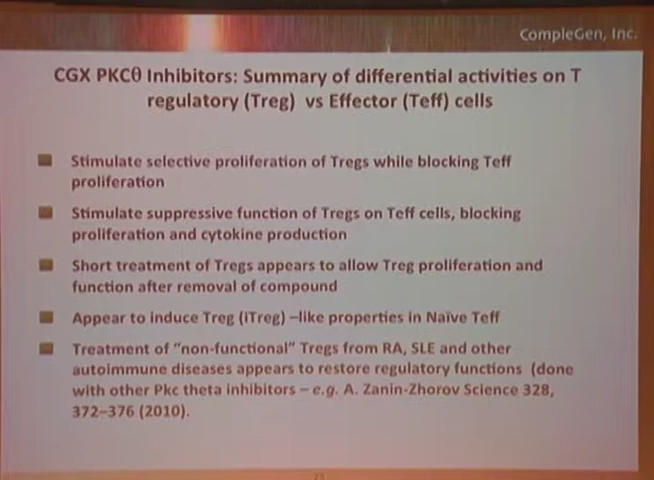 CompleGen, Inc.
CGX PKCθ Inhibitors: Summary of differential activities on T
regulatory (Treg) vs Effector (Teff) cells
Stimulate selective proliferation of Tregs while blocking Teff
proliferation
Stimulate suppressive function of Tregs on Teff cells, blocking
proliferation and cytokine production
Short treatment of Tregs appears to allow Treg proliferation and
function after removal of compound
Appear to induce Treg (iTreg) –like properties in Naïve Teff
Treatment of "non-functional" Tregs from RA, SLE and other
autoimmune diseases appears to restore regulatory functions (done
with other Pkc theta inhibitors – e.g. A. Zanin-Zhorov Science 328,
372–376 (2010).